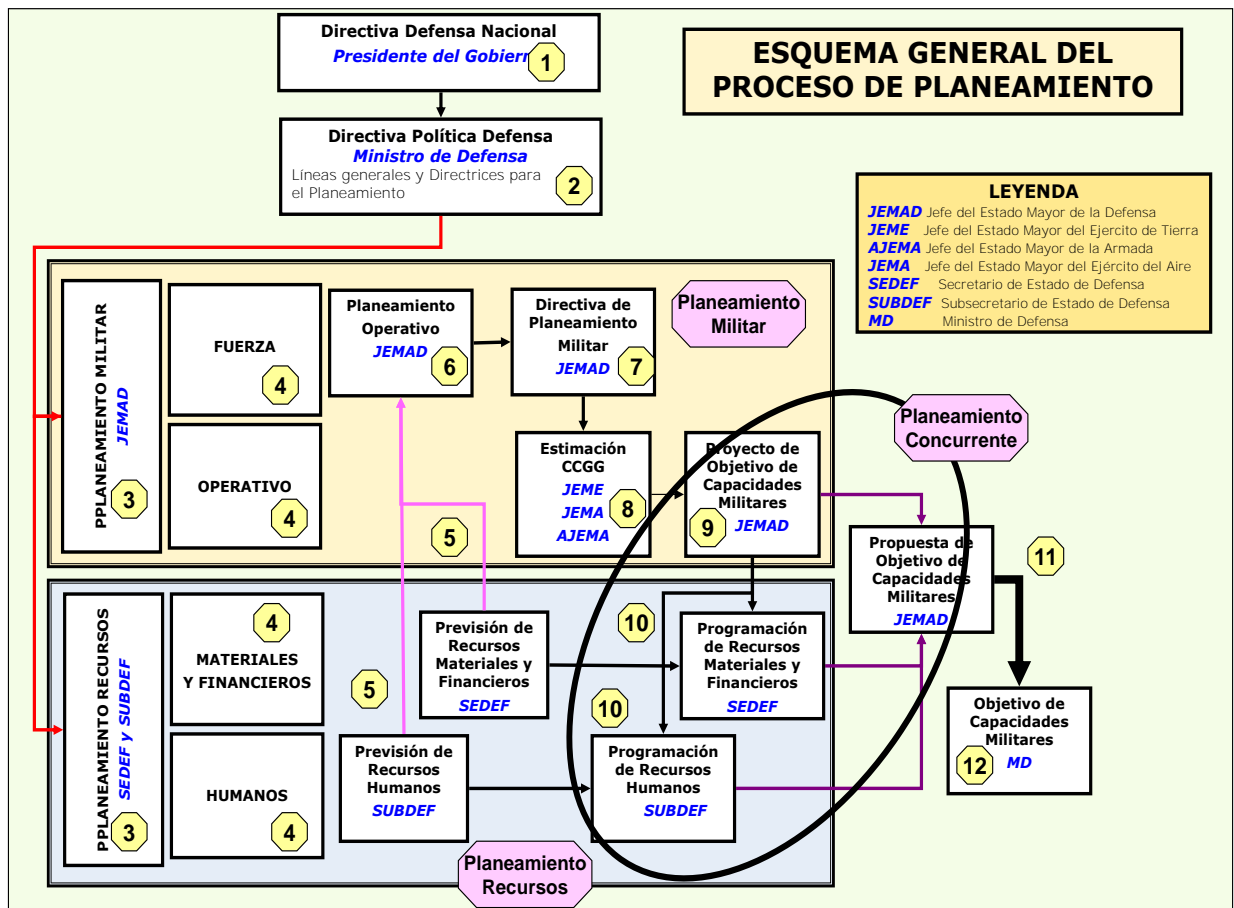 Directiva Defensa Nacional
Presidente del Gobierr
1
ESQUEMA GENERAL DEL
PROCESO DE PLANEAMIENTO
Directiva Política Defensa
Ministro de Defensa
Líneas generales y Directrices para
el Planeamiento
2
LEYENDA
JEMAD Jefe del Estado Mayor de la Defensa
JEME Jefe del Estado Mayor del Ejercito de Tierra
AJEMA Jefe del Estado Mayor de la Armada
JEMA Jefe del Estado Mayor del Ejército del Aire
SEDEF Secretario de Estado de Defensa
SUBDEF Subsecretario de Estado de Defensa
MD Ministro de Defensa
PPLANEAMIENTO MILITAR
JEMAD
3
FUERZA
4
OPERATIVO
4
Planeamiento
Operativo
JEMAD
6
Directiva de
Planeamiento
Militar
JEMAD
7
Planeamiento
Militar
Planeamiento
Concurrente
Estimación
CCGG
JEME
JEMA
AJEMA
8
Proyecto de
Objetivo de
Capacidades
Militares
JEMAD
9
5
Propuesta de
Objetivo de
Capacidades
Militares
JEMAD
11
PPLANEAMIENTO RECURSOS
SEDEF y SUBDEF
3
4
MATERIALES
Y FINANCIEROS
HUMANOS
4
5
Previsión de
Recursos
Materiales y
Financieros
SEDEF
10
Programación
de Recursos
Materiales y
Financieros
SEDEF
10
Previsión de
Recursos
Humanos
SUBDEF
Programación
de Recursos
Humanos
SUBDEF
Objetivo de
Capacidades
Militares
MD
12
Planeamiento
Recursos